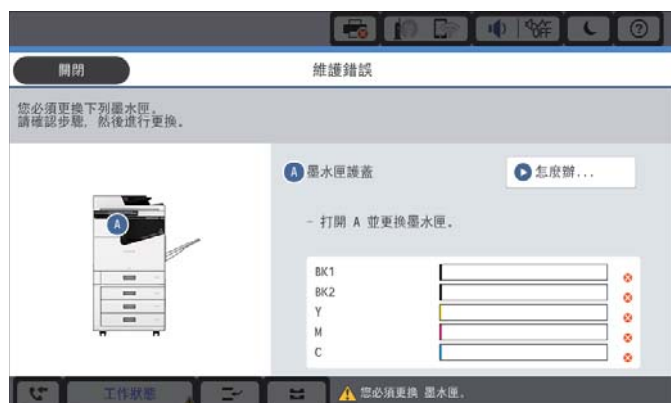 OFF
關閉
維護錯誤
您必須更換下列墨水匣.
請確認步驟, 然後進行更換.
A 墨水匣護蓋
怎麼辦...
A
- 打開 A 並更換墨水匣.
BK1
BK2
Y
M
C
工作狀態
您必須更換 墨水匣.